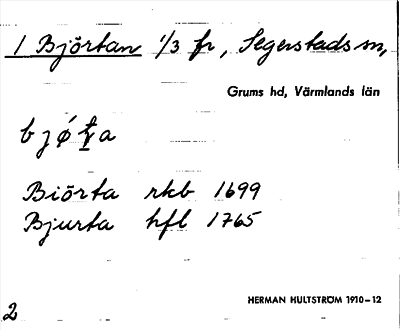 1 Björtan 1/3 fr, Segerstads sn,
Grums hd, Värmlands län
bjøta
Biörta rkb 1699
Bjurta hfl 1765
HERMAN HULTSTRÖM 1910-12
2